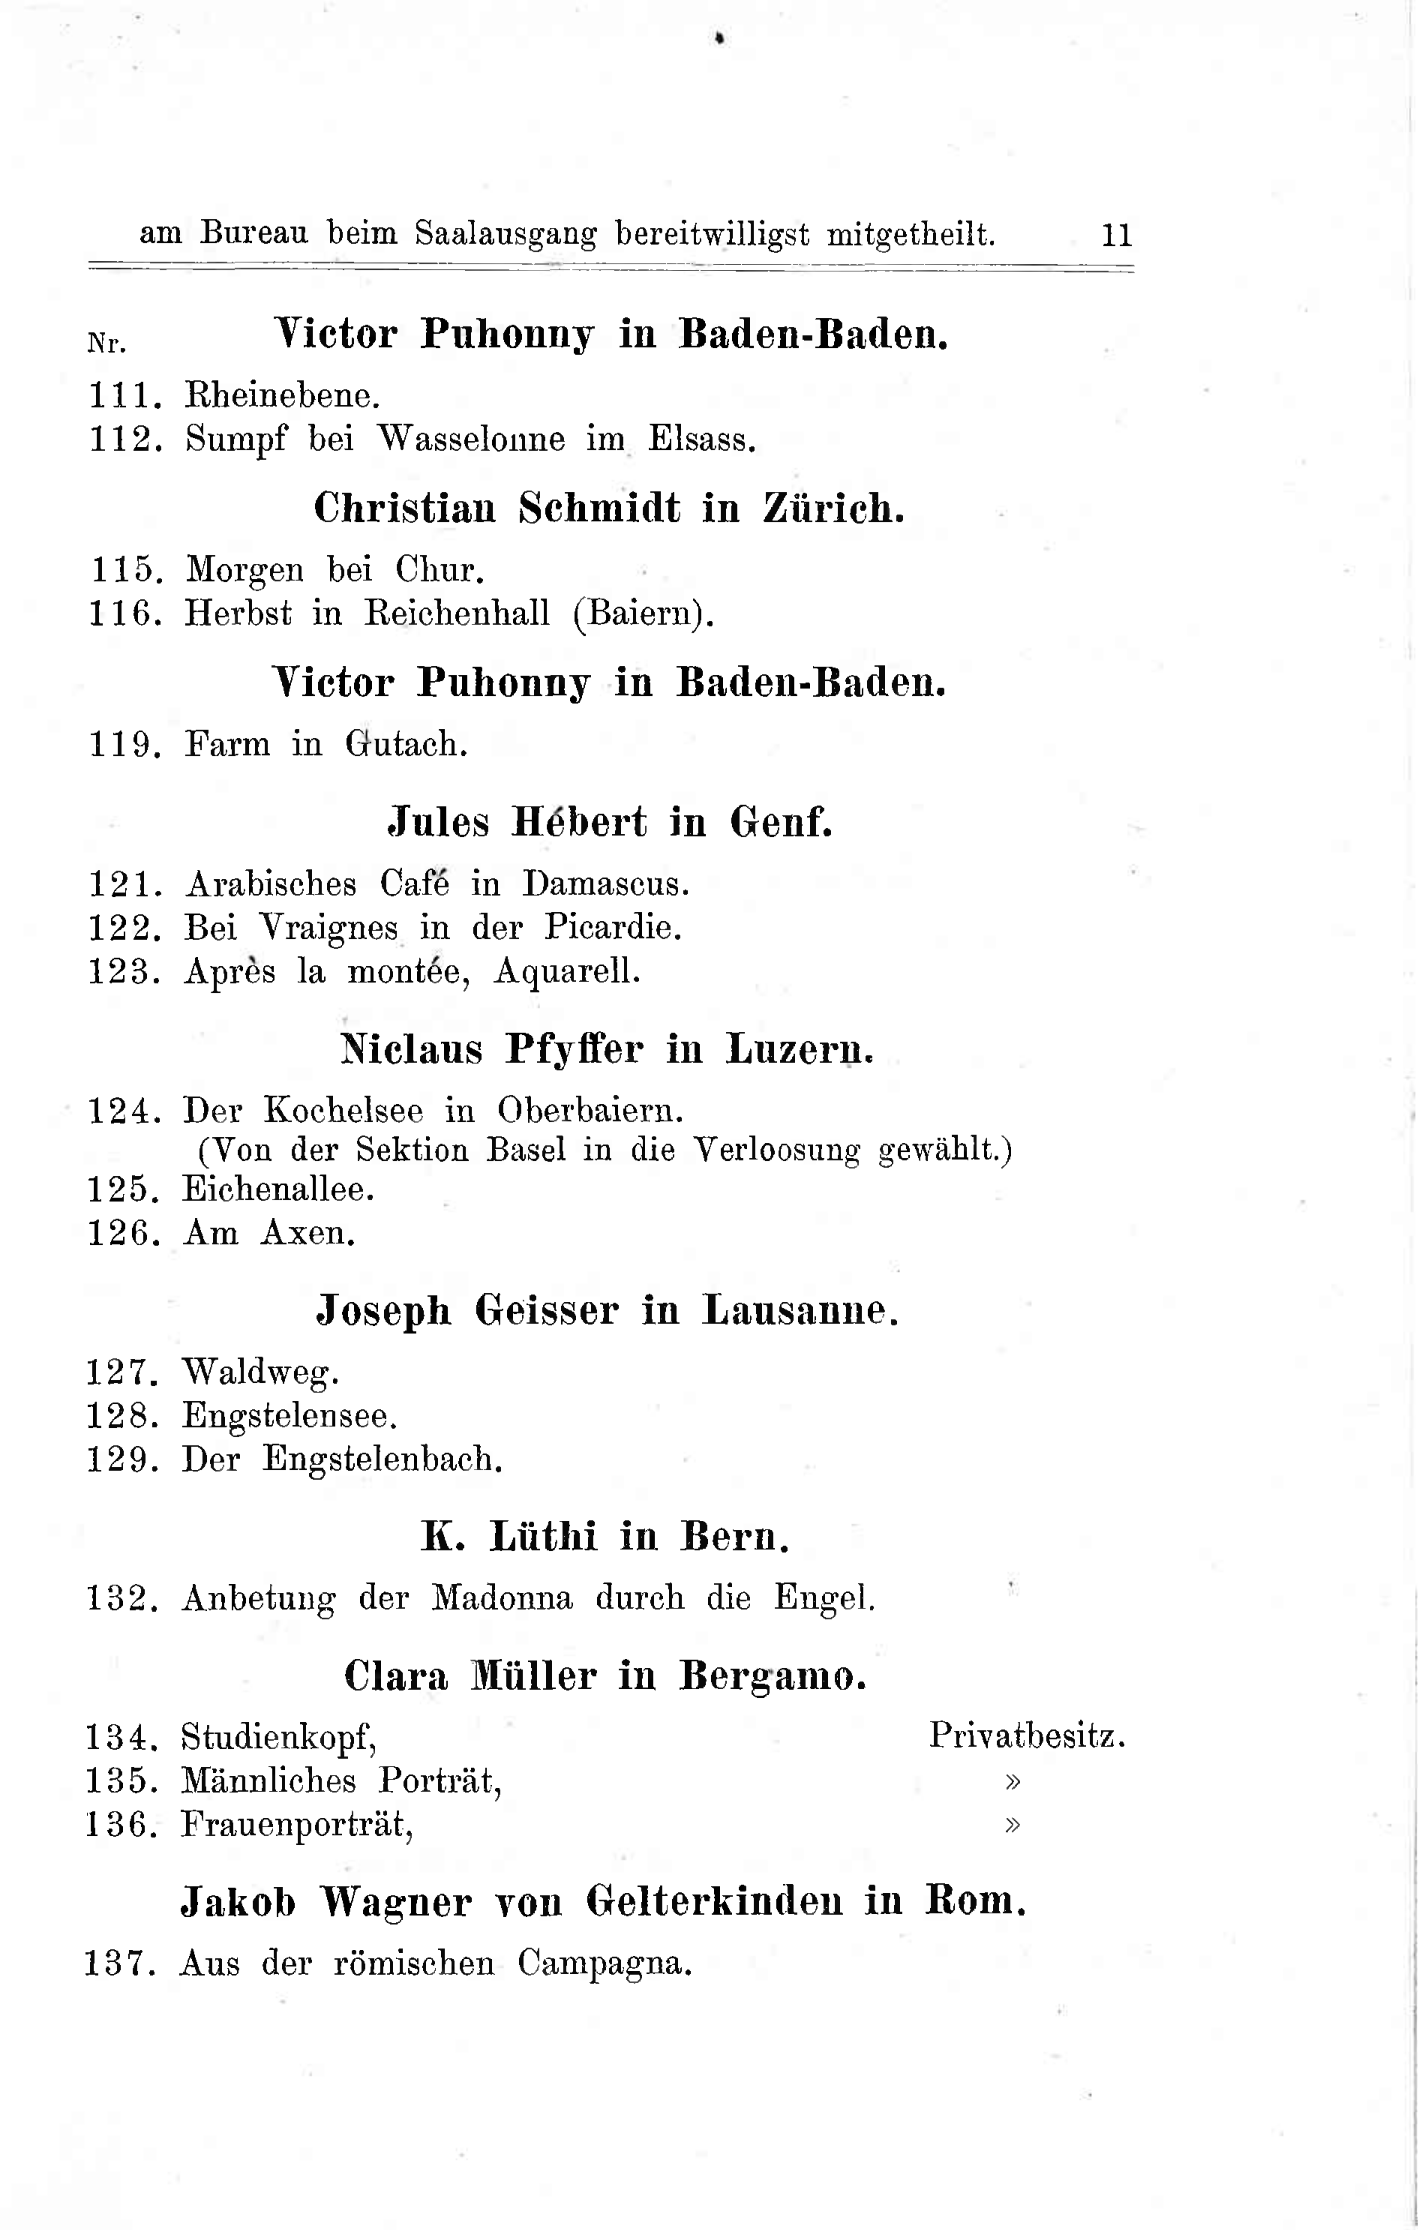 am Bureau beim Saalausgang bereitwilligst mitgetheilt. 11
Nr. Victor Puhonny in Baden-Baden.
111. Rheinebene.
112. Sumpf bei Wasselonne im Elsass.
Christian Schmidt in Zürich.
115. Morgen bei Chur.
116. Herbst in Reichenhall (Baiern).
Victor Puhonny in Baden-Baden.
119. Farm in Gutach.
Jules Hébert in Genf.
121. Arabisches Café in Damascus.
122. Bei Vraignes in der Picardie.
123. Après la montée, Aquarell.
Niclaus Pfyffer in Luzern.
124. Der Kochelsee in Oberbaiern.
(Von der Sektion Basel in die Verloosung gewählt.)
125. Eichenallee.
126. Am Axen.
Joseph Geisser in Lausanne.
127. Waldweg.
128. Engstelensee.
129. Der Engstelenbach.
K. Lüthi in Bern.
132. Anbetung der Madonna durch die Engel.
Clara Müller in Bergamo.
134. Studienkopf, Privatbesitz.
135. Männliches Porträt, »
136. Frauenporträt, »
Jakob Wagner von Gelterkinden in Rom.
137. Aus der römischen Campagna.